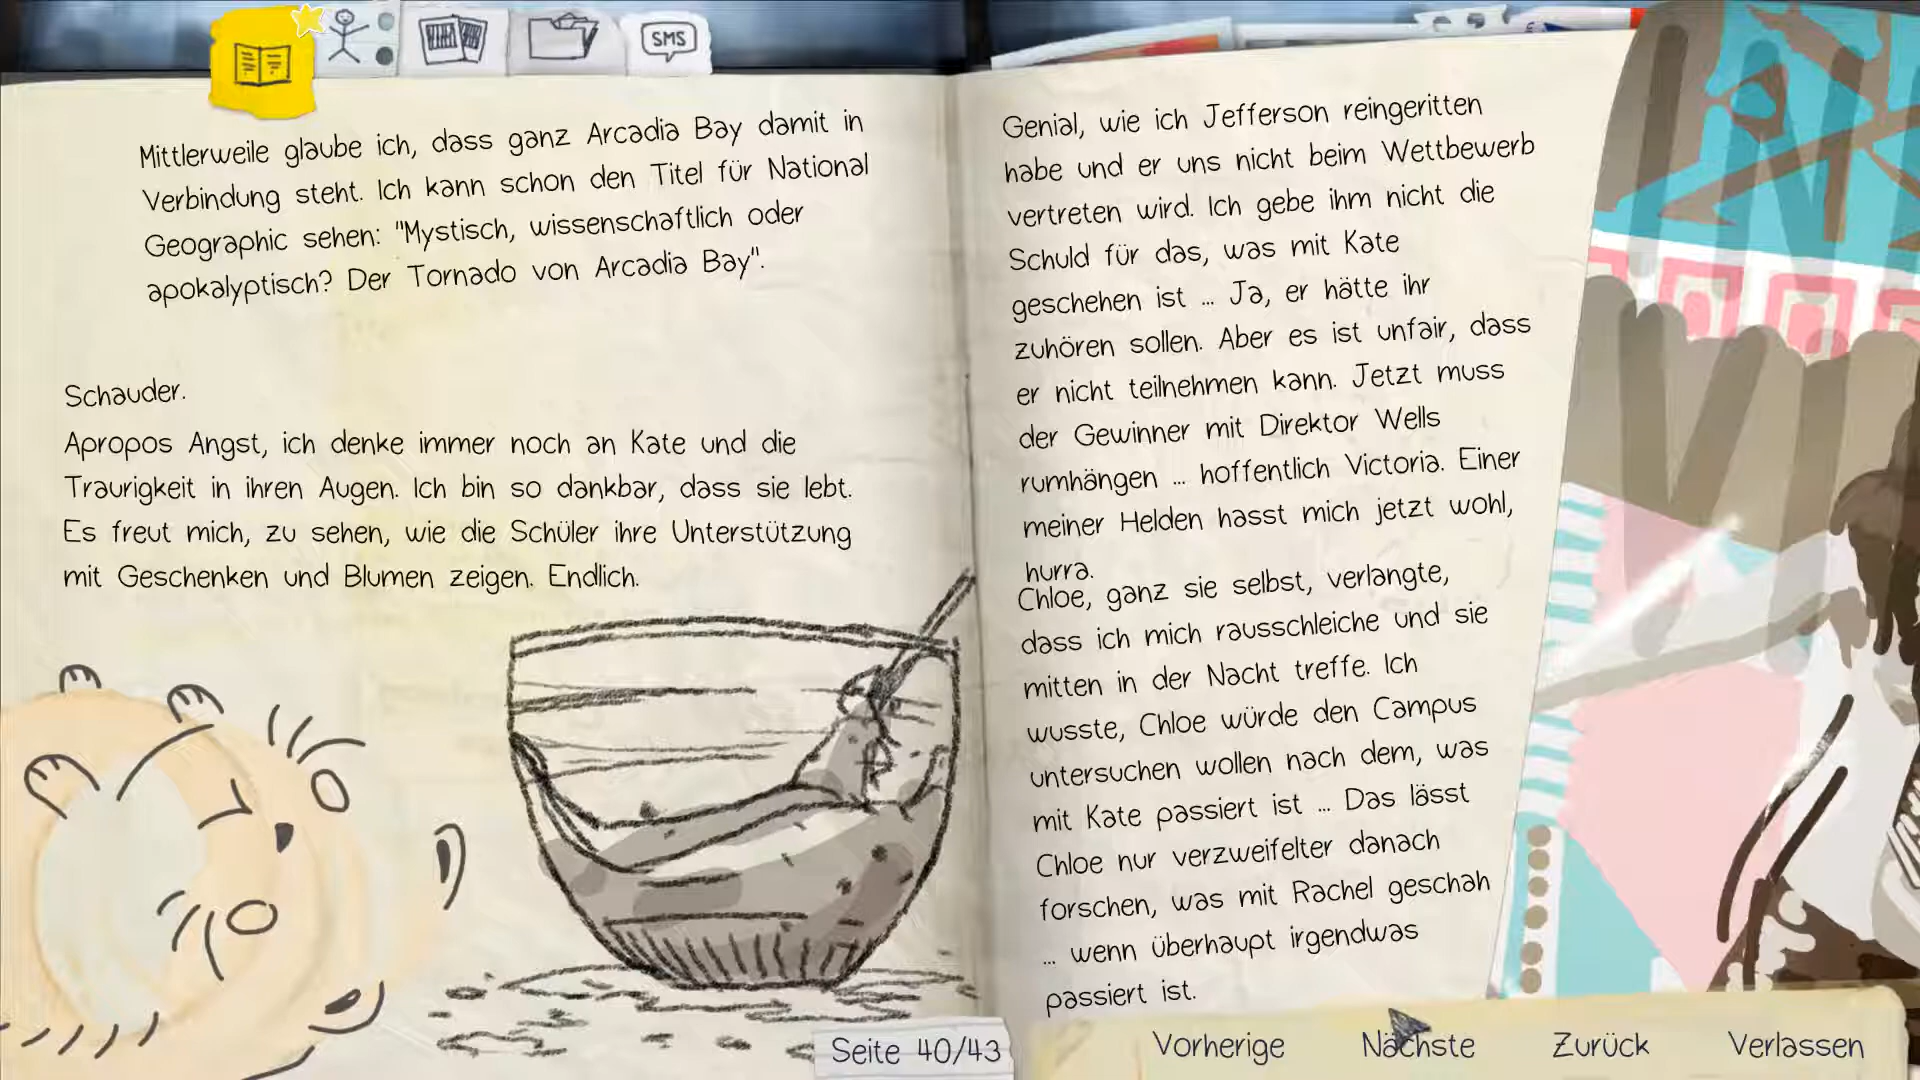 SMS
Mittlerweile glaube ich, dass ganz Arcadia Bay damit in
Verbindung steht. Ich kann schon den Titel für National
Geographic sehen: "Mystisch, wissenschaftlich oder
apokalyptisch? Der Tornado von Arcadia Bay".
Schauder.
Apropos Angst, ich denke immer noch an Kate und die
Traurigkeit in ihren Augen. Ich bin so dankbar, dass sie lebt.
Es freut mich, zu sehen, wie die Schüler ihre Unterstützung
mit Geschenken und Blumen zeigen. Endlich.
Genial, wie ich Jefferson reingeritten
habe und er uns nicht beim Wettbewerb
vertreten wird. Ich gebe ihm nicht die
Schuld für das, was mit Kate
geschehen ist ... Ja, er hätte ihr
zuhören sollen. Aber es ist unfair, dass
er nicht teilnehmen kann. Jetzt muss
der Gewinner mit Direktor Wells
rumhängen ... hoffentlich Victoria. Einer
meiner Helden hasst mich jetzt wohl,
hurra.
Chloe, ganz sie selbst, verlangte,
dass ich mich rausschleiche und sie
mitten in der Nacht treffe. Ich
wusste, Chloe würde den Campus
untersuchen wollen nach dem, was
mit Kate passiert ist ... Das lässt
Chloe nur verzweifelter danach
forschen, was mit Rachel geschah
... wenn überhaupt irgendwas
passiert ist.
Seite 40/43
Vorherige
Nächste
Zurück
Verlassen